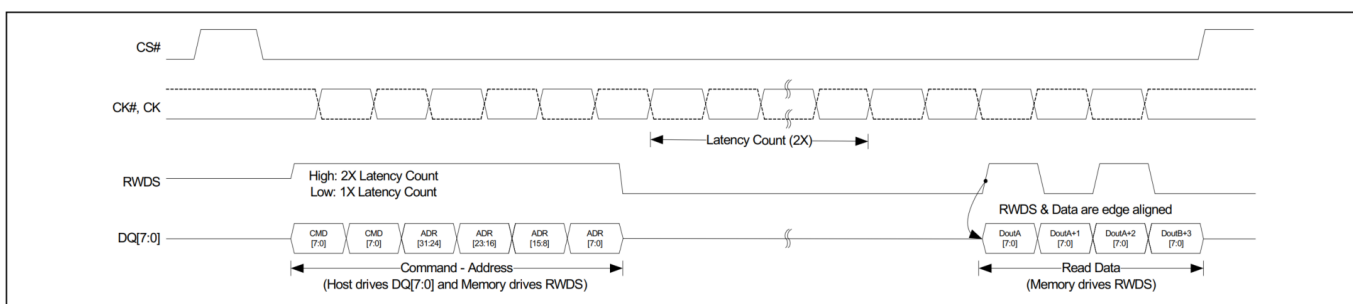 CS#
CK#, CK
Latency Count (2X)
RWDS
High: 2X Latency Count
Low: 1X Latency Count
RWDS & Data are edge aligned
DQ[7:0]
CMD [7:0]
CMD [7:0]
ADR [31:24]
ADR [23:16]
ADR [15:8]
ADR [7:0]
DoutA [7:0]
DoutA+1 [7:0]
DoutA+2 [7:0]
DoutB+3 [7:0]
Command - Address
(Host drives DQ[7:0] and Memory drives RWDS)
Read Data
(Memory drives RWDS)